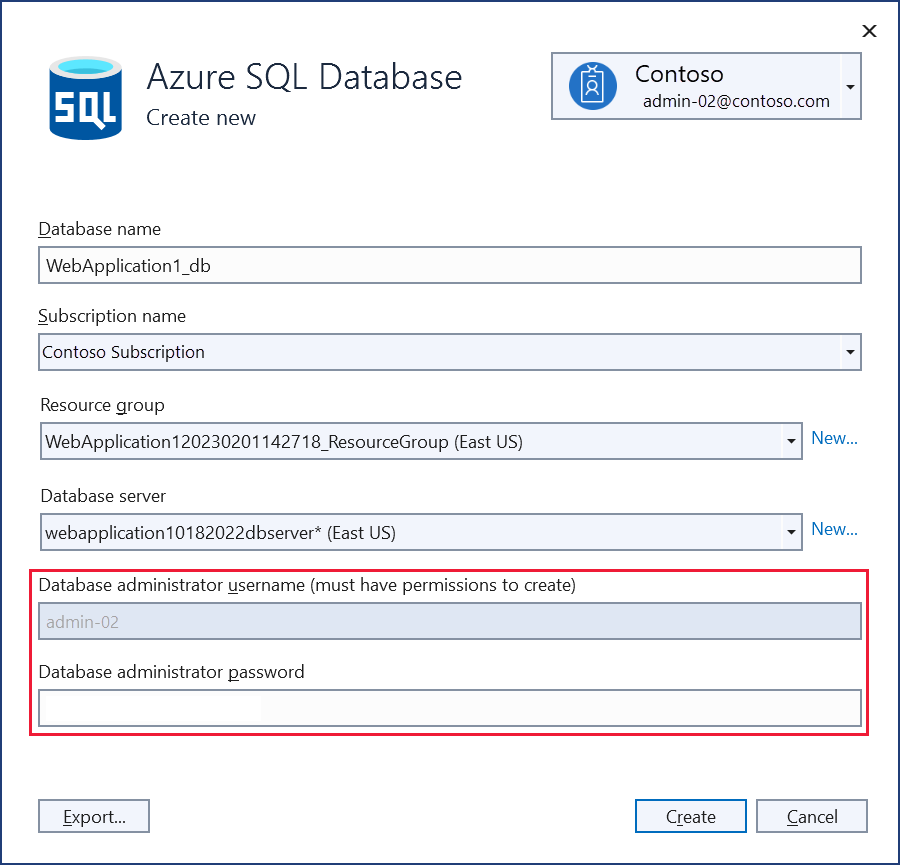 SQL
Azure SQL Database
Create new
Contoso
admin-02@contoso.com
Database name
WebApplication1_db
Subscription name
Contoso Subscription
Resource group
WebApplication120230201142718_ResourceGroup (East US)
New...
Database server
webapplication10182022dbserver* (East US)
New...
Database administrator username (must have permissions to create)
admin-02
Database administrator password
Export...
Create
Cancel